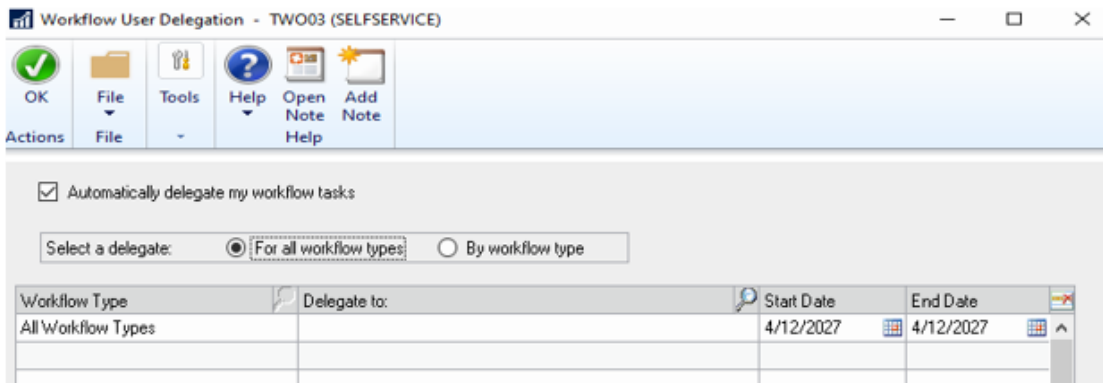 Workflow User Delegation - TWO03 (SELFSERVICE)
OK File Tools Help Open Note Add Note
Actions File Help
Automatically delegate my workflow tasks
Select a delegate: For all workflow types By workflow type
Workflow Type Delegate to: Start Date End Date
All Workflow Types 4/12/2027 4/12/2027